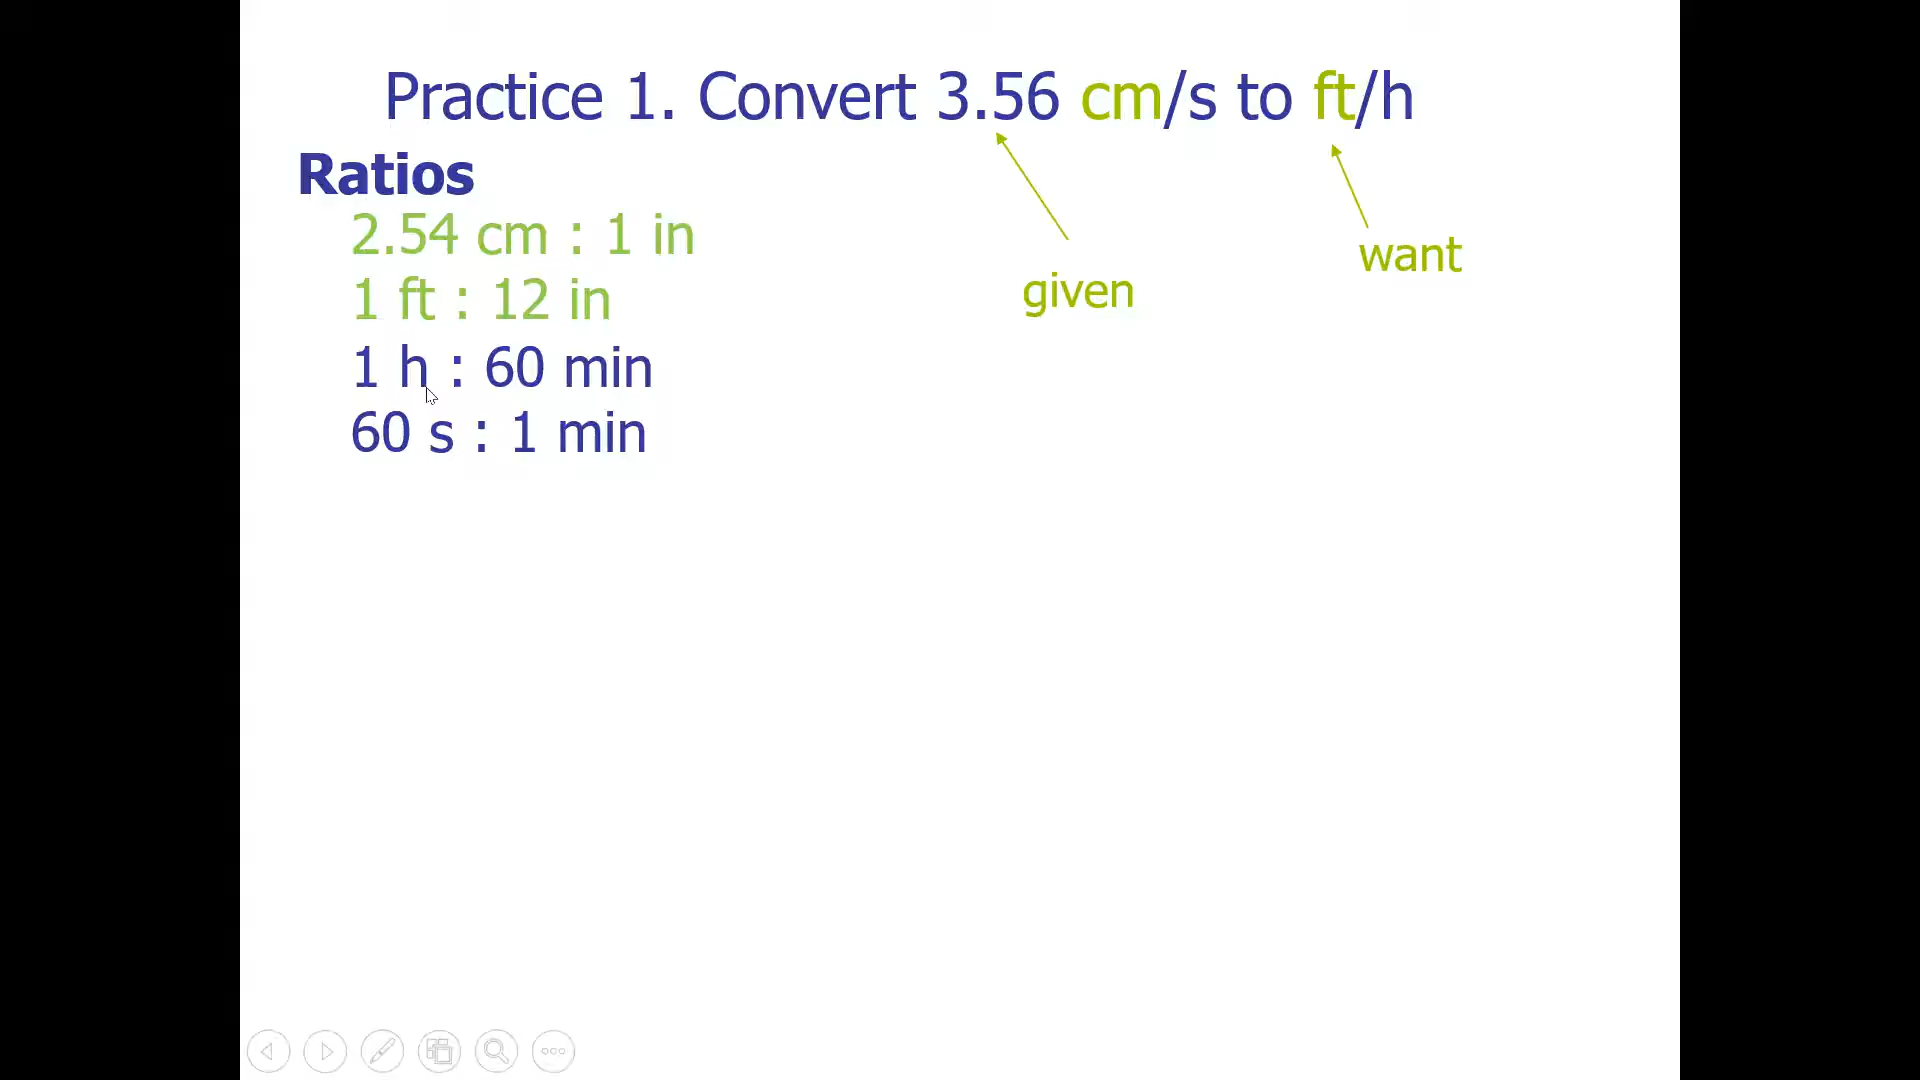 Practice 1. Convert 3.56 cm/s to ft/h
Ratios
2.54 cm : 1 in
1 ft : 12 in
1 h : 60 min
60 s : 1 min
given
want